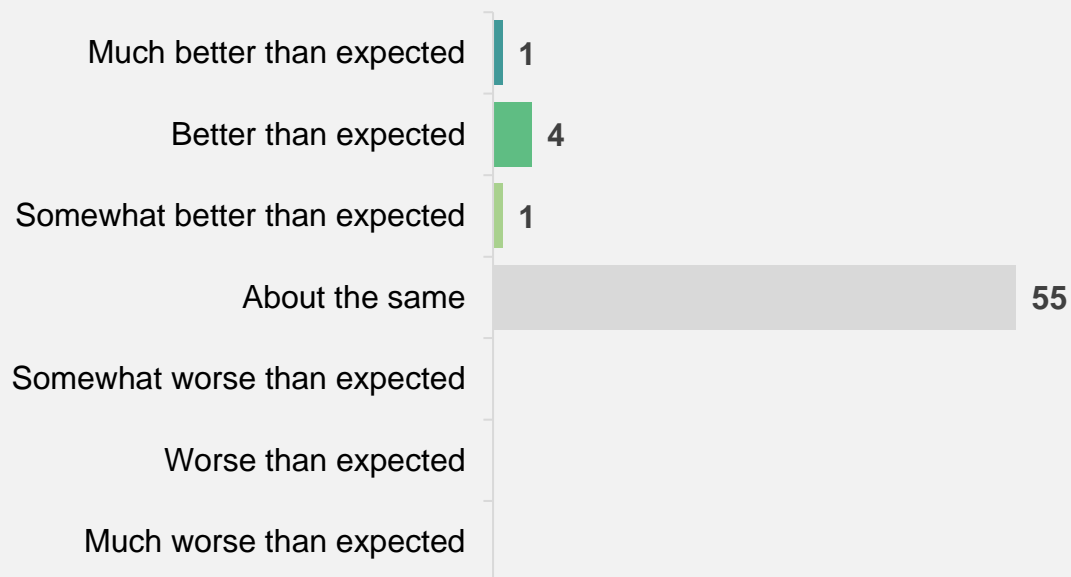 Much better than expected 1
Better than expected 4
Somewhat better than expected 1
About the same 55
Somewhat worse than expected
Worse than expected
Much worse than expected